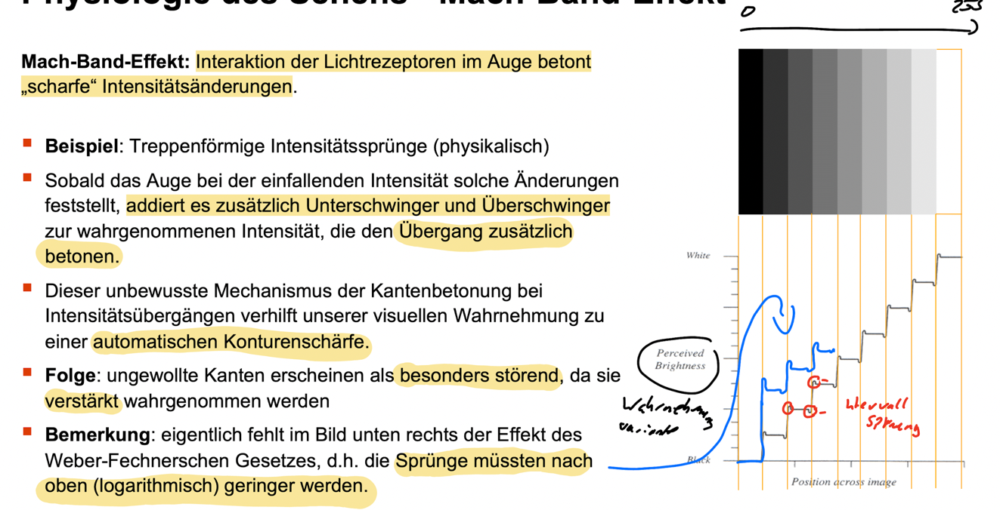 Physiologie des Sehens - Mach-Band-Effekt
0 255
Mach-Band-Effekt: Interaktion der Lichtrezeptoren im Auge betont
„scharfe“ Intensitätsänderungen.
Beispiel: Treppenförmige Intensitätssprünge (physikalisch)
Sobald das Auge bei der einfallenden Intensität solche Änderungen
feststellt, addiert es zusätzlich Unterschwinger und Überschwinger
zur wahrgenommenen Intensität, die den Übergang zusätzlich
betonen.
Dieser unbewusste Mechanismus der Kantenbetonung bei
Intensitätsübergängen verhilft unserer visuellen Wahrnehmung zu
einer automatischen Konturenschärfe.
Folge: ungewollte Kanten erscheinen als besonders störend, da sie
verstärkt wahrgenommen werden
Bemerkung: eigentlich fehlt im Bild unten rechts der Effekt des
Weber-Fechnerschen Gesetzes, d.h. die Sprünge müssten nach
oben (logarithmisch) geringer werden.
White
Perceived
Brightness
Intervall
Sprung
Black
Position across image